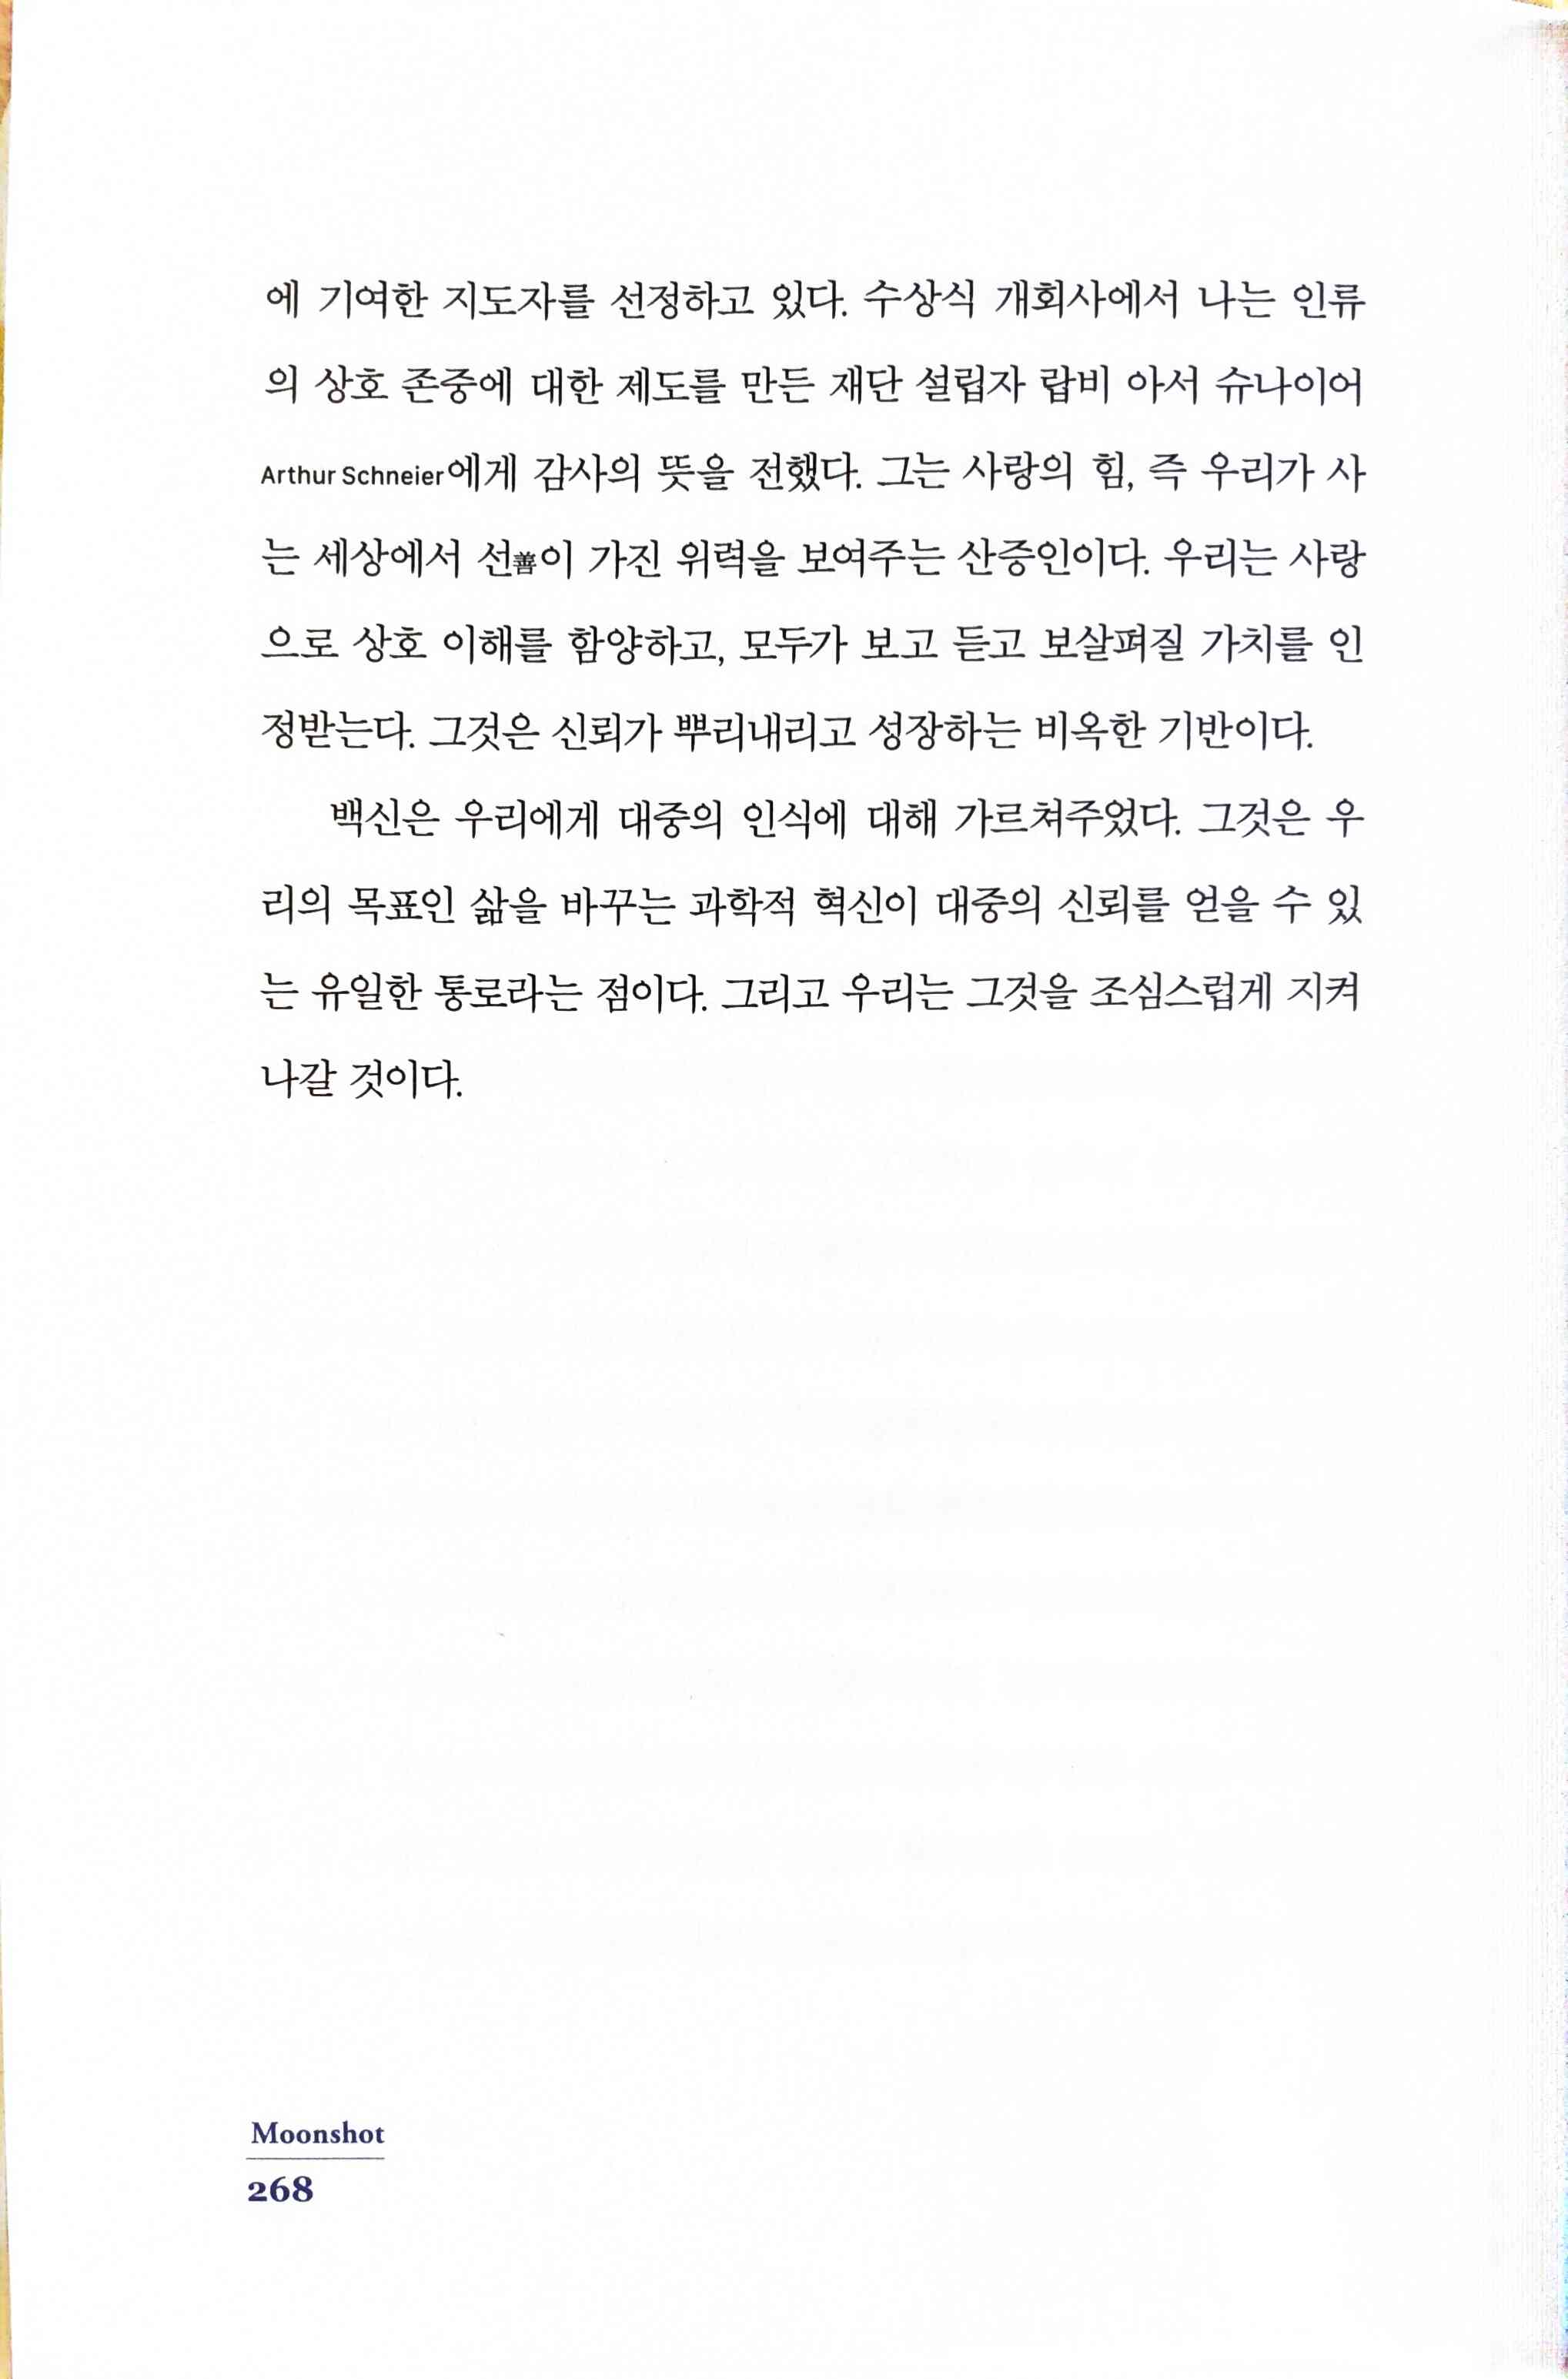 에 기여한 지도자를 선정하고 있다. 수상식 개회사에서 나는 인류
의 상호 존중에 대한 제도를 만든 재단 설립자 랍비 아서 슈나이어
Arthur Schneier에게 감사의 뜻을 전했다. 그는 사랑의 힘, 즉 우리가 사
는 세상에서 선善이 가진 위력을 보여주는 산증인이다. 우리는 사랑
으로 상호 이해를 함양하고, 모두가 보고 듣고 보살펴질 가치를 인
정받는다. 그것은 신뢰가 뿌리내리고 성장하는 비옥한 기반이다.
백신은 우리에게 대중의 인식에 대해 가르쳐주었다. 그것은 우
리의 목표인 삶을 바꾸는 과학적 혁신이 대중의 신뢰를 얻을 수 있
는 유일한 통로라는 점이다. 그리고 우리는 그것을 조심스럽게 지켜
나갈 것이다.
Moonshot
268